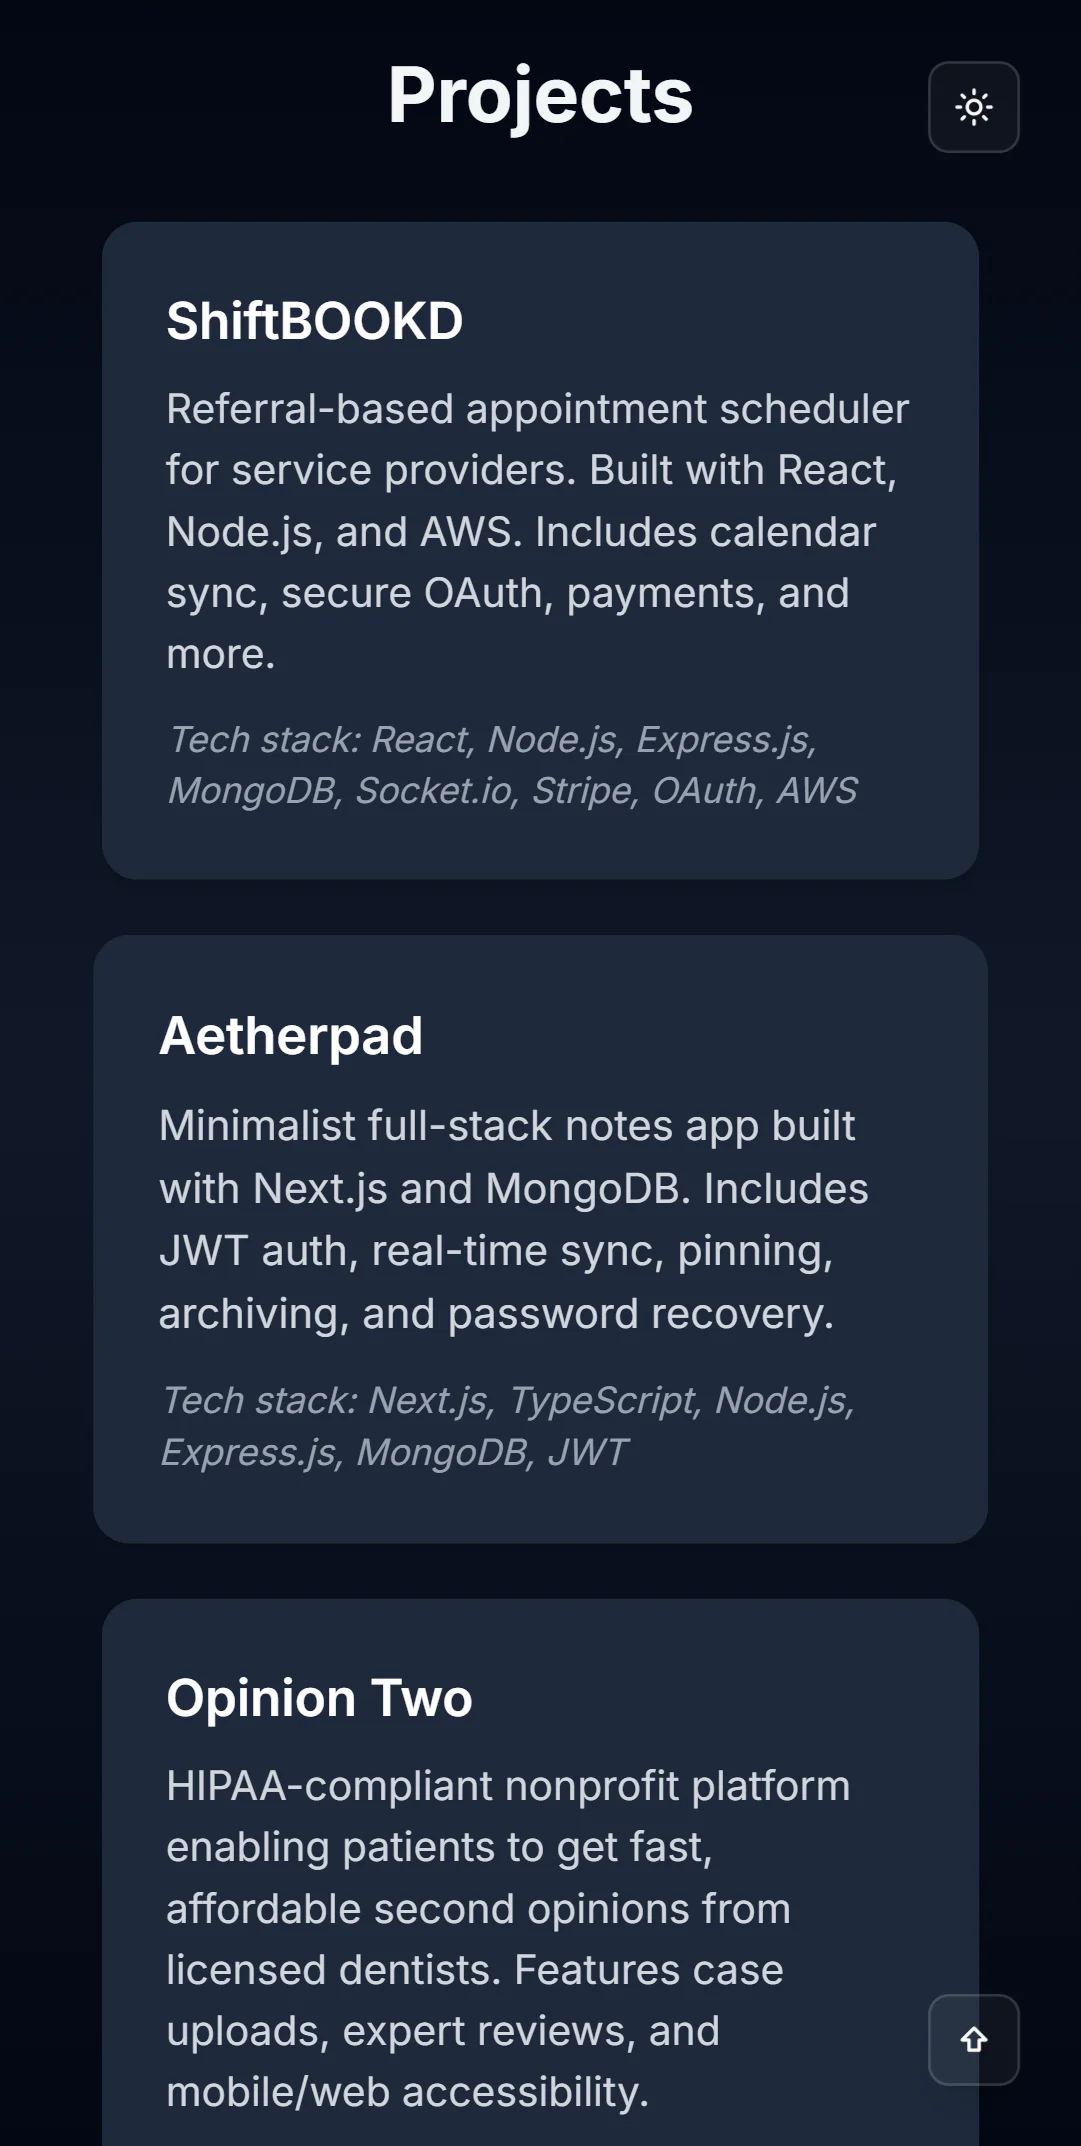 Projects
ShiftBOOKD
Referral-based appointment scheduler
for service providers. Built with React,
Node.js, and AWS. Includes calendar
sync, secure OAuth, payments, and
more.
Tech stack: React, Node.js, Express.js,
MongoDB, Socket.io, Stripe, OAuth, AWS
Aetherpad
Minimalist full-stack notes app built
with Next.js and MongoDB. Includes
JWT auth, real-time sync, pinning,
archiving, and password recovery.
Tech stack: Next.js, TypeScript, Node.js,
Express.js, MongoDB, JWT
Opinion Two
HIPAA-compliant nonprofit platform
enabling patients to get fast,
affordable second opinions from
licensed dentists. Features case
uploads, expert reviews, and
mobile/web accessibility.